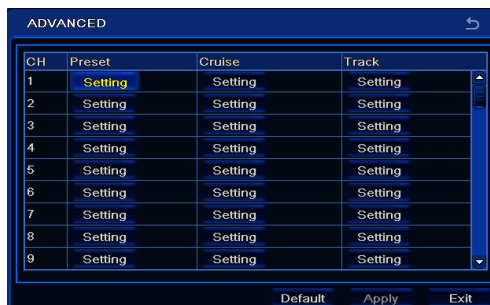 ADVANCED
CH Preset Cruise Track
1 Setting Setting Setting
2 Setting Setting Setting
3 Setting Setting Setting
4 Setting Setting Setting
5 Setting Setting Setting
6 Setting Setting Setting
7 Setting Setting Setting
8 Setting Setting Setting
9 Setting Setting Setting
Default Apply Exit